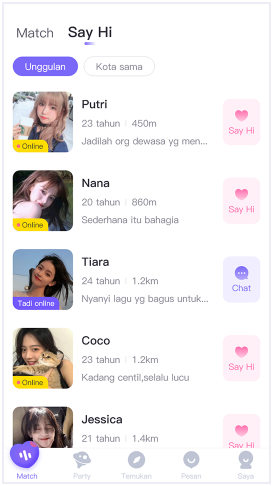 Match Say Hi
Unggulan Kota sama
Putri
23 tahun 450m
Jadilah org dewasa yg men...
Online
Say Hi
Nana
20 tahun 860m
Sederhana itu bahagia
Online
Say Hi
Tiara
24 tahun 1.2km
Nyanyi lagu yg bagus untuk...
Tadi online
Chat
Coco
23 tahun 1.2km
Kadang centil,selalu lucu
Online
Say Hi
Jessica
21 tahun 1.4km
Say Hi
Match Party Temukan Pesan Saya